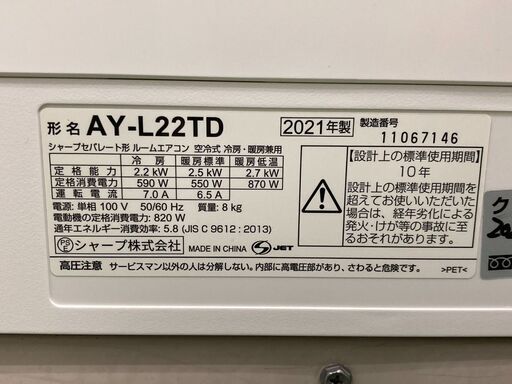 形名 AY-L22TD 2021年製 製造番号 11067146
シャープセパレート形 ルームエアコン 空冷式 冷房・暖房兼用
冷房 暖房標準 暖房低温
定格能力 2.2 kW 2.5 kW 2.7 kW
定格消費電力 590 W 550 W 870 W
運転電流 7.0 A 6.5 A
電源: 単相 100 V 50/60 Hz 質量: 8 kg
電動機の定格消費電力: 820 W
通年エネルギー消費効率: 5.8 (JIS C 9612 : 2013)
PSE シャープ株式会社 MADE IN CHINA S JET
【設計上の標準使用期間】
10 年
設計上の標準使用期間を
超えてお使いいただいた
場合は、経年劣化による
発火・けが等の事故に至
るおそれがあります。
高圧注意 サービスマン以外の人は分解しないで。内部に高電圧部があり、さわると危険です。
>PET<
ク